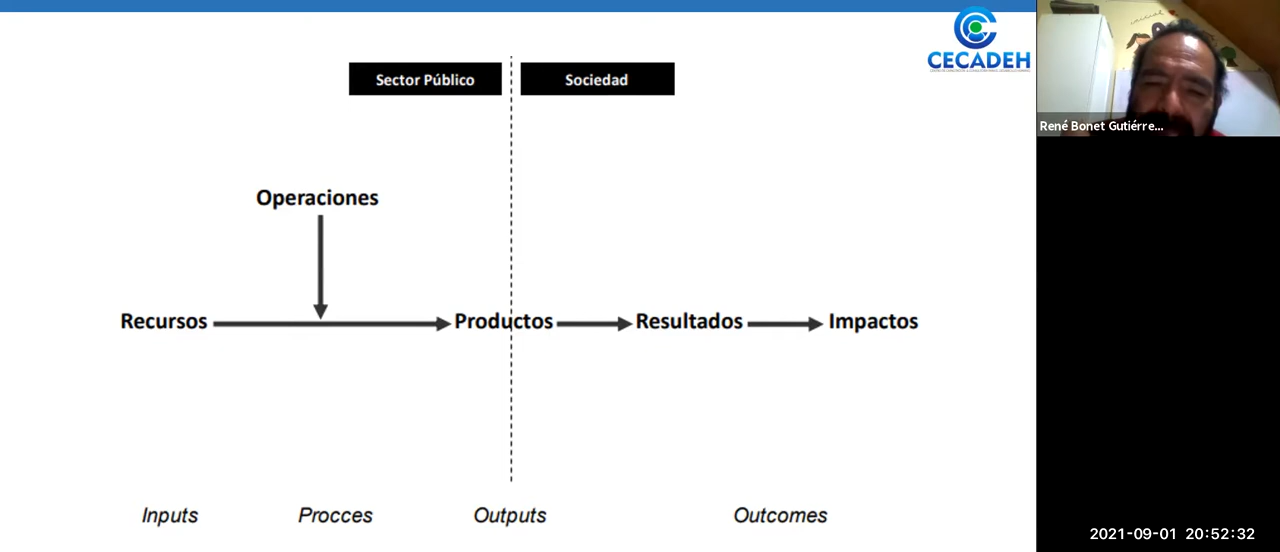 CECADEH
Sector Público
Sociedad
René Bonet Gutiérre...
Operaciones
Recursos
Productos
Resultados
Impactos
Inputs
Procces
Outputs
Outcomes
2021-09-01 20:52:32